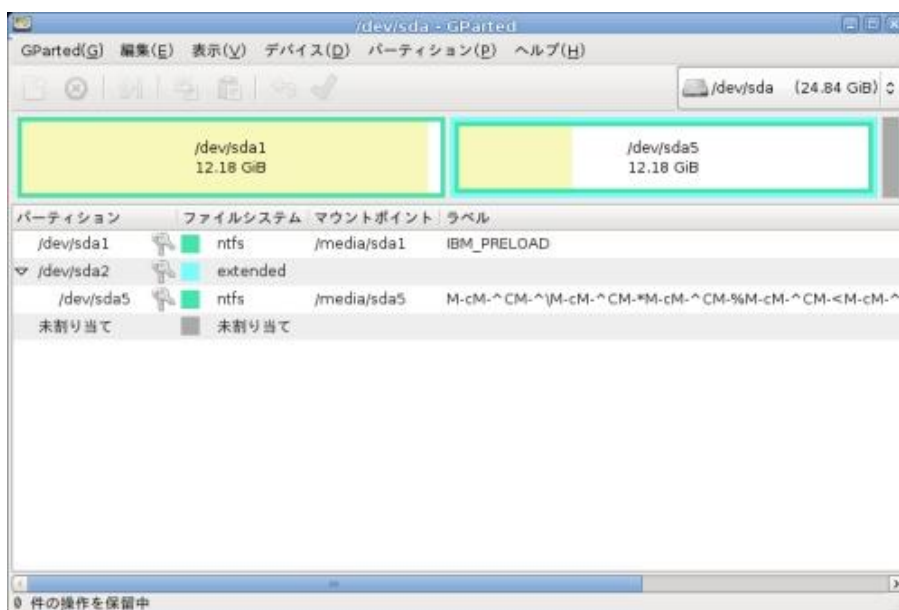 /dev/sda - GParted
GParted(G) 編集(E) 表示(V) デバイス(D) パーティション(P) ヘルプ(H)
/dev/sda (24.84 GiB)
/dev/sda1
12.18 GiB
/dev/sda5
12.18 GiB
パーティション ファイルシステム マウントポイント ラベル
/dev/sda1 ntfs /media/sda1 IBM_PRELOAD
/dev/sda2 extended
/dev/sda5 ntfs /media/sda5 M-cM-^CM-^\M-cM-^CM-*M-cM-^CM-%M-cM-^CM-<M-cM-^
未割り当て 未割り当て
0 件の操作を保留中